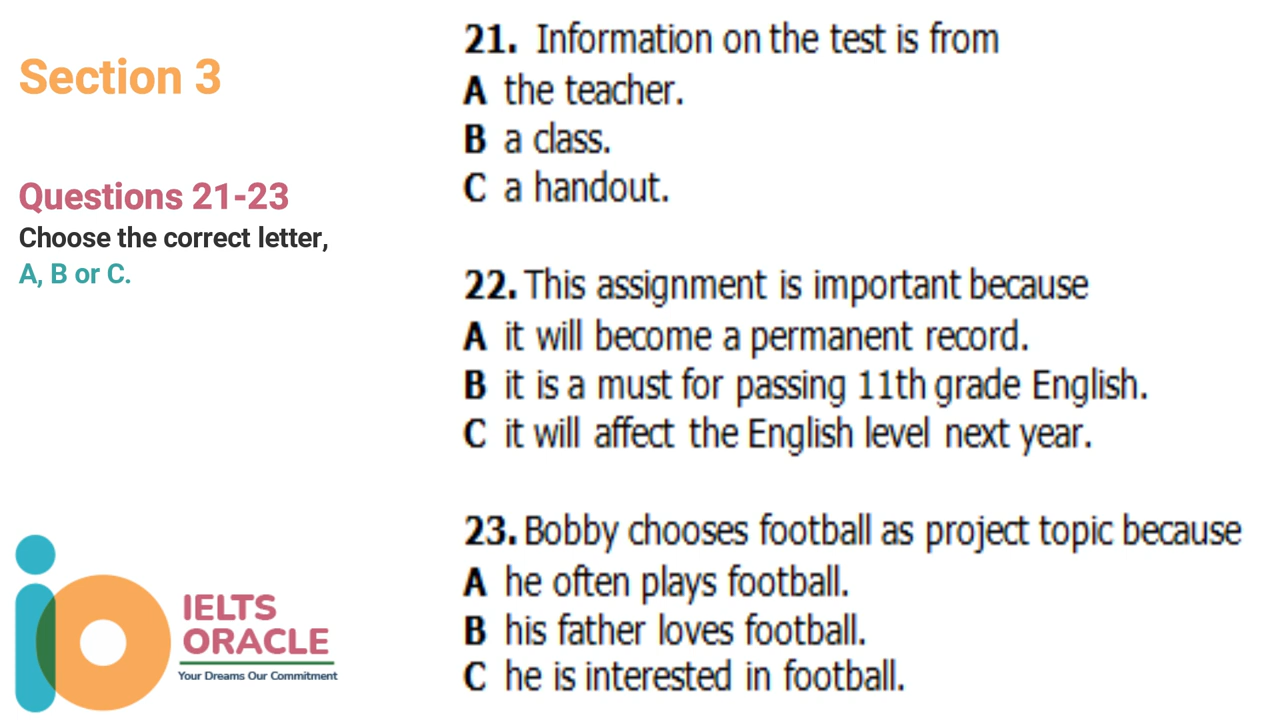 Section 3
Questions 21-23
Choose the correct letter,
A, B or C.
21. Information on the test is from
A the teacher.
B a class.
C a handout.
22. This assignment is important because
A it will become a permanent record.
B it is a must for passing 11th grade English.
C it will affect the English level next year.
23. Bobby chooses football as project topic because
A he often plays football.
B his father loves football.
C he is interested in football.
io
IELTS
ORACLE
Your Dreams Our Commitment